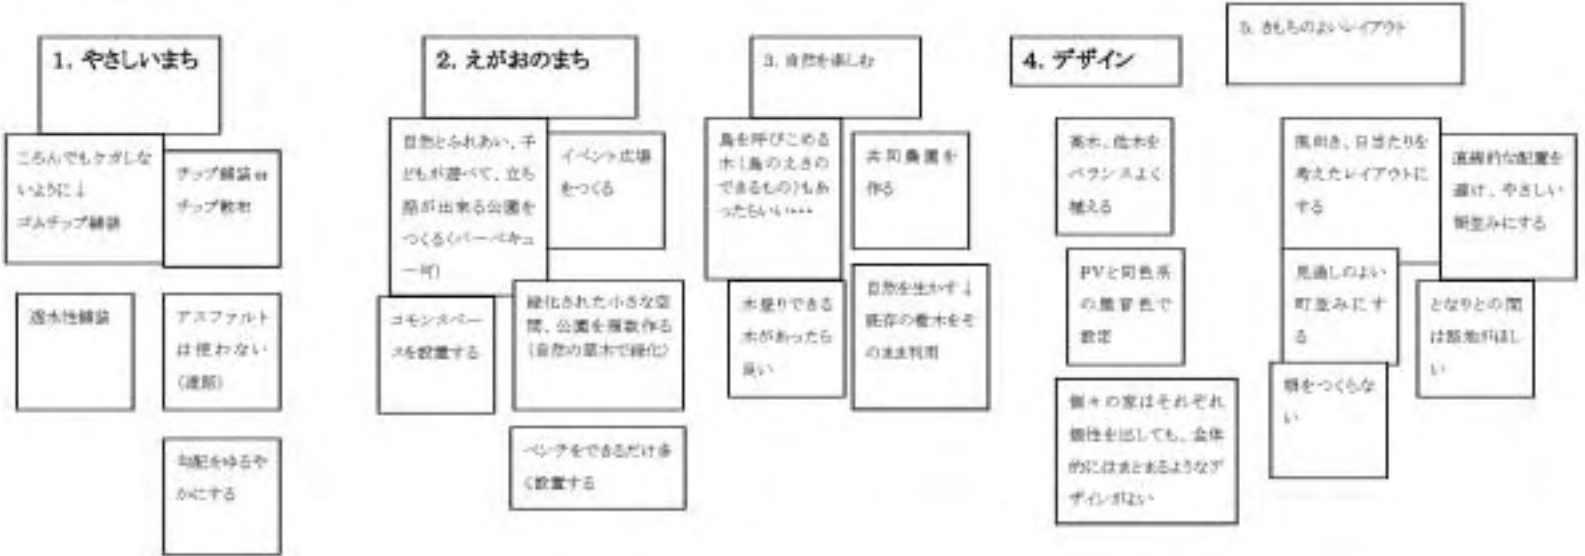 1. やさしいまち
ころんでもケガしな
いように↓
ゴムチップ舗装
チップ舗装or
チップ散布
透水性舗装
アスファルト
は使わない
(道路)
勾配をゆるや
かにする
2. えがおのまち
自然とふれあい、子
どもが遊べて、立ち
話が出来る公園を
つくる(バーベキュ
ー可)
イベント広場
をつくる
コモンスペー
スを設置する
緑化された小さな空
間、公園を複数作る
(自然の草木で緑化)
ベンチをできるだけ多
く設置する
3. 自然を楽しむ
鳥を呼びこめる
木(鳥のえさの
できるもの)もあ
ったらいい・・・
共同農園を
作る
木登りできる
木があったら
良い
自然を生かす↓
既存の樹木をそ
のまま利用
4. デザイン
高木、低木を
バランスよく
植える
PVと同色系
の屋根色で
設定
個々の家はそれぞれ
個性を出しても、全体
的にはまとまるようなデ
ザインがよい
5. きもちのよいレイアウト
風向き、日当たりを
考えたレイアウトに
する
直線的な配置を
避け、やさしい
街並みにする
見通しのよい
町並みにす
る
となりとの間
は
がほし
い
塀をつくらな
い